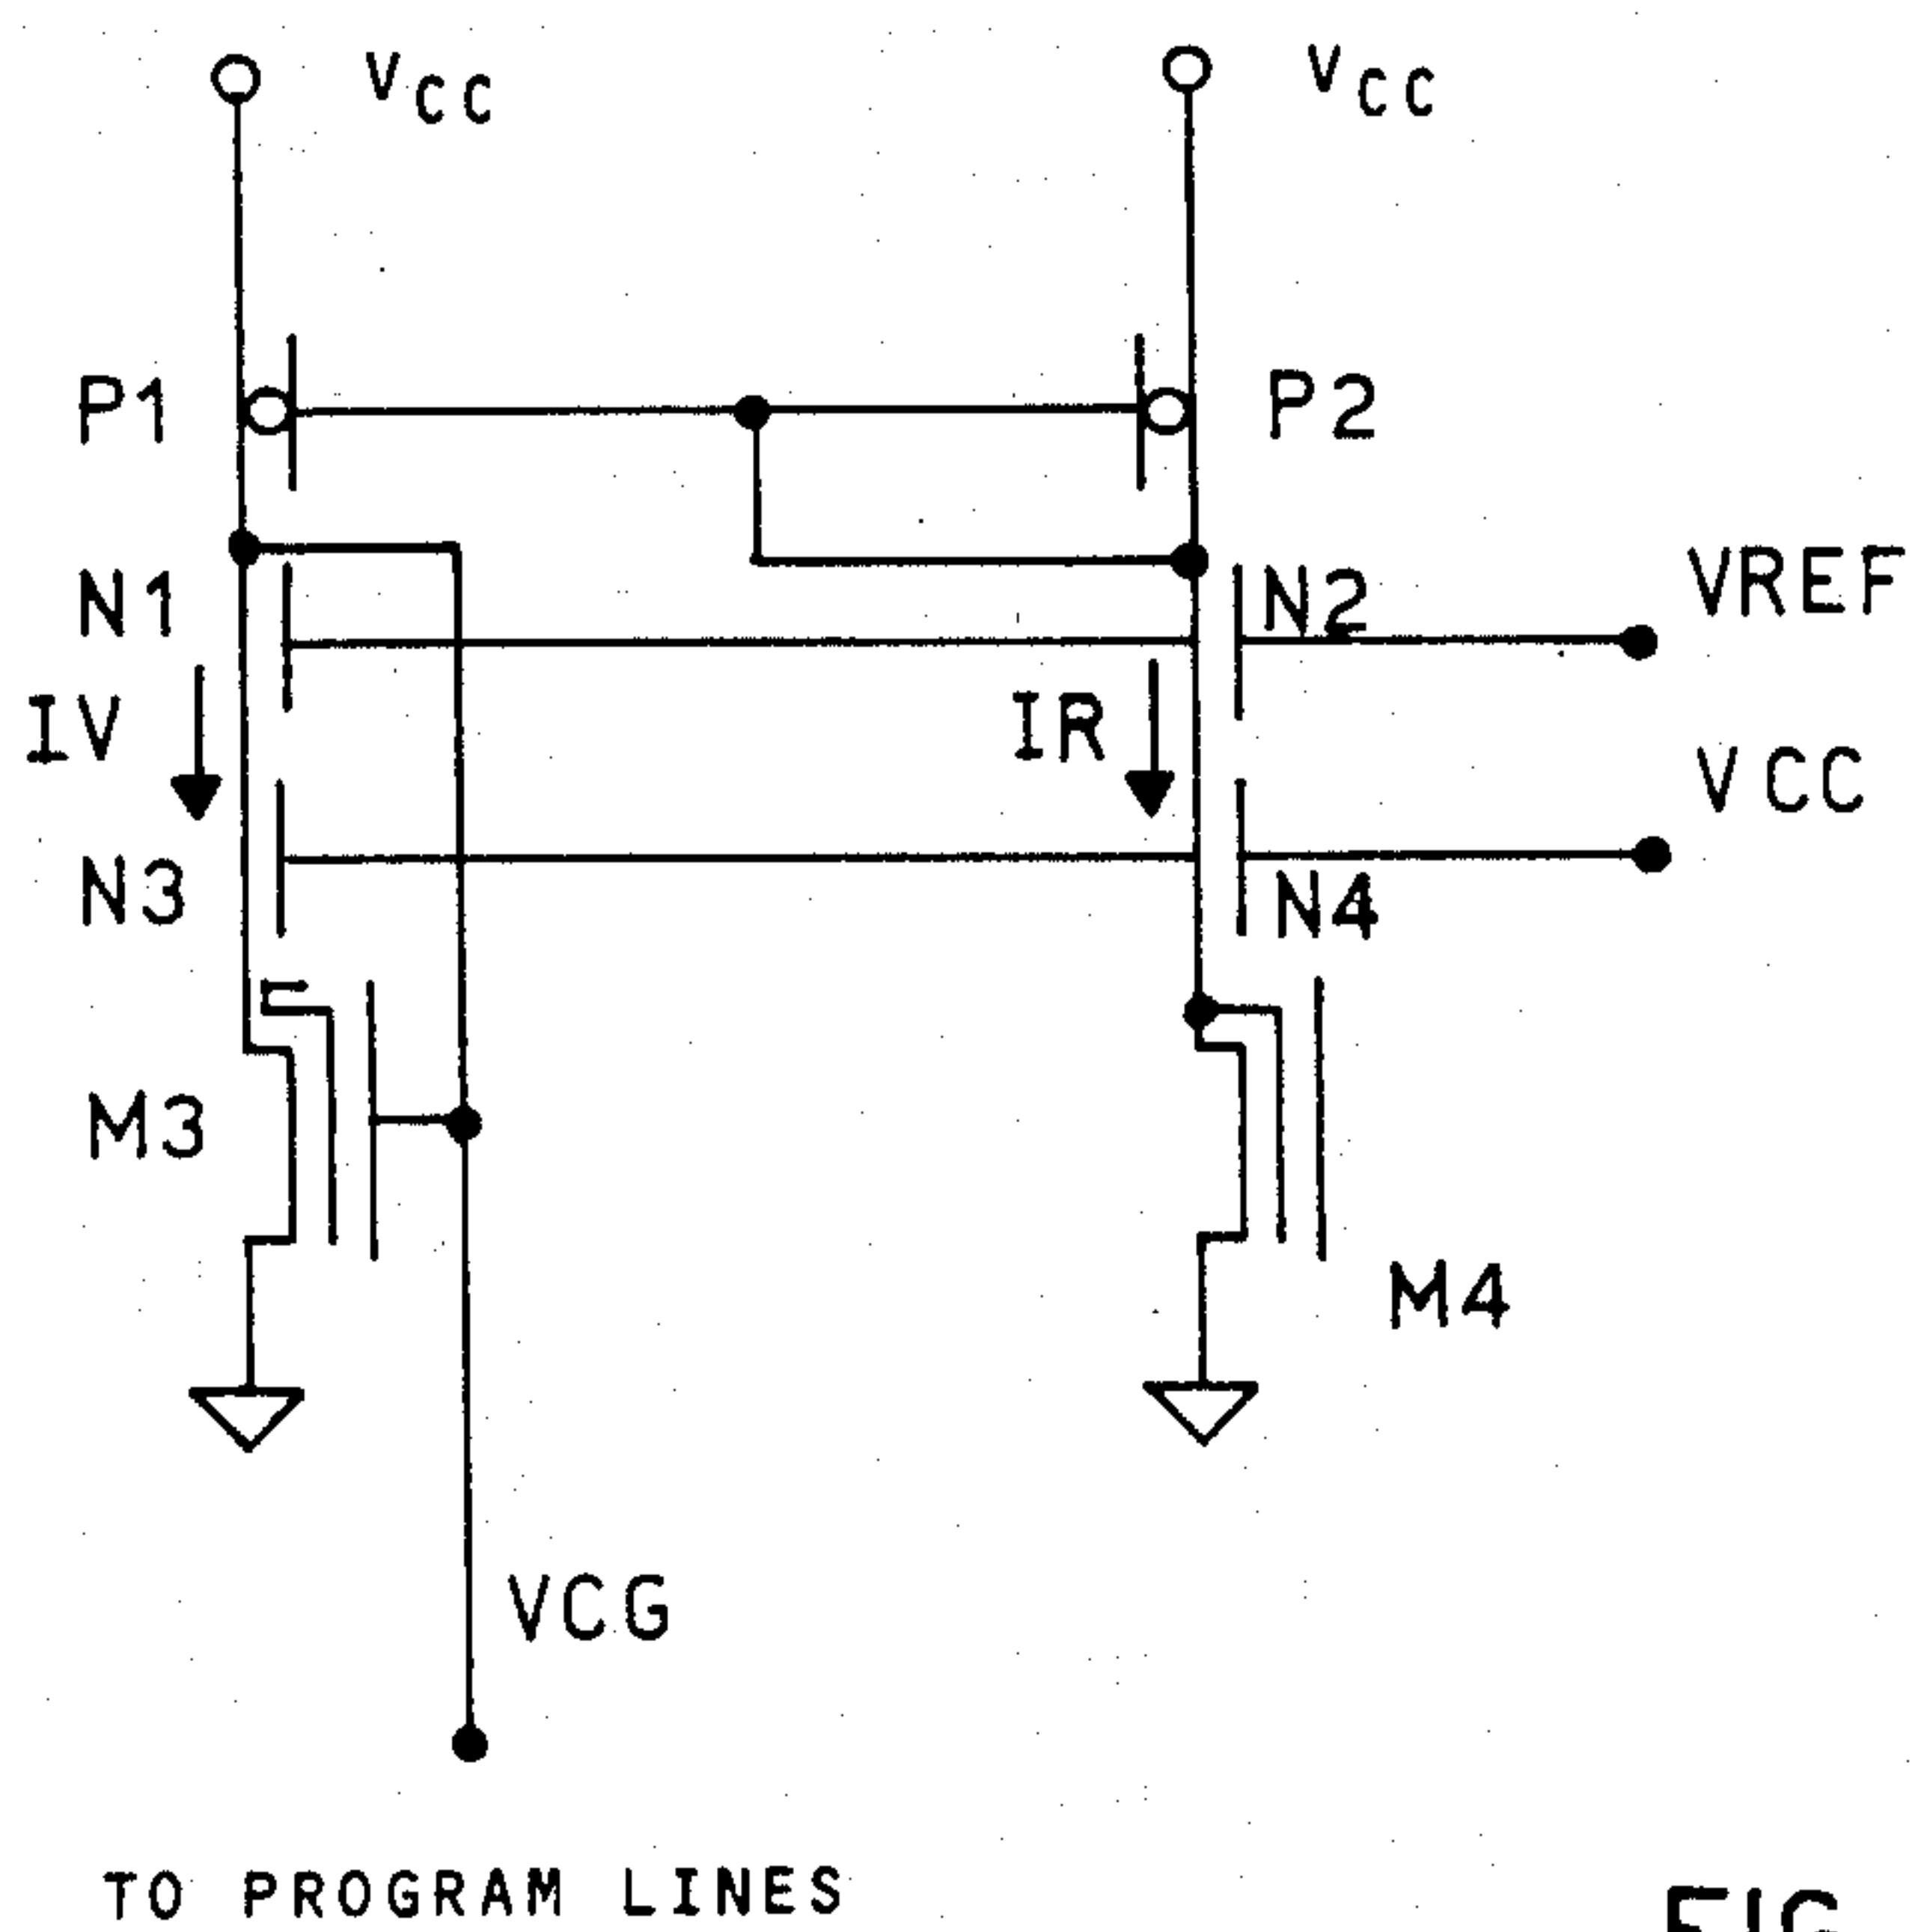 VCC VCC
P1 P2
N1 N2 VREF
IV IR VCC
N3 N4
M3
M4
VCG
TO PROGRAM LINES